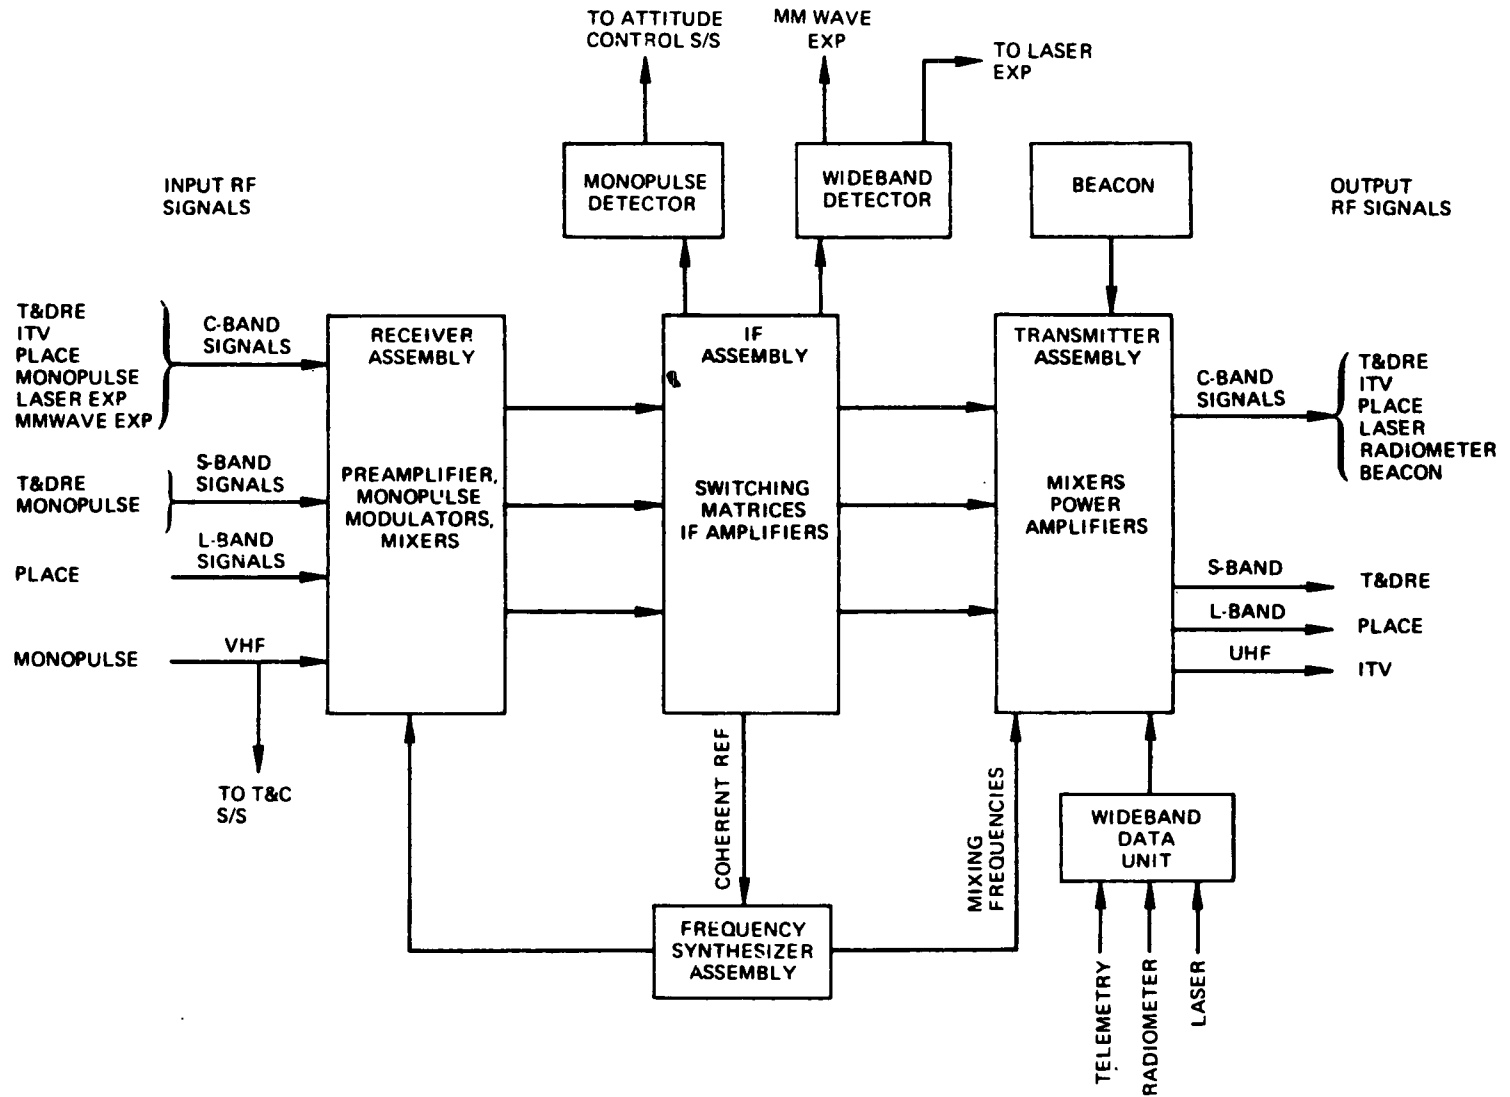 TO ATTITUDE
CONTROL S/S
MM WAVE
EXP
TO LASER
EXP
INPUT RF
SIGNALS
MONOPULSE
DETECTOR
WIDEBAND
DETECTOR
BEACON
OUTPUT
RF SIGNALS
T&DRE
ITV
PLACE
MONOPULSE
LASER EXP
MMWAVE EXP
C-BAND
SIGNALS
T&DRE
MONOPULSE
S-BAND
SIGNALS
PLACE
L-BAND
SIGNALS
MONOPULSE
VHF
TO T&C
S/S
RECEIVER
ASSEMBLY
PREAMPLIFIER,
MONOPULSE
MODULATORS,
MIXERS
IF
ASSEMBLY
SWITCHING
MATRICES
IF AMPLIFIERS
TRANSMITTER
ASSEMBLY
MIXERS
POWER
AMPLIFIERS
C-BAND
SIGNALS
T&DRE
ITV
PLACE
LASER
RADIOMETER
BEACON
S-BAND
T&DRE
L-BAND
PLACE
UHF
ITV
COHERENT REF
MIXING
FREQUENCIES
FREQUENCY
SYNTHESIZER
ASSEMBLY
WIDEBAND
DATA
UNIT
TELEMETRY
RADIOMETER
LASER